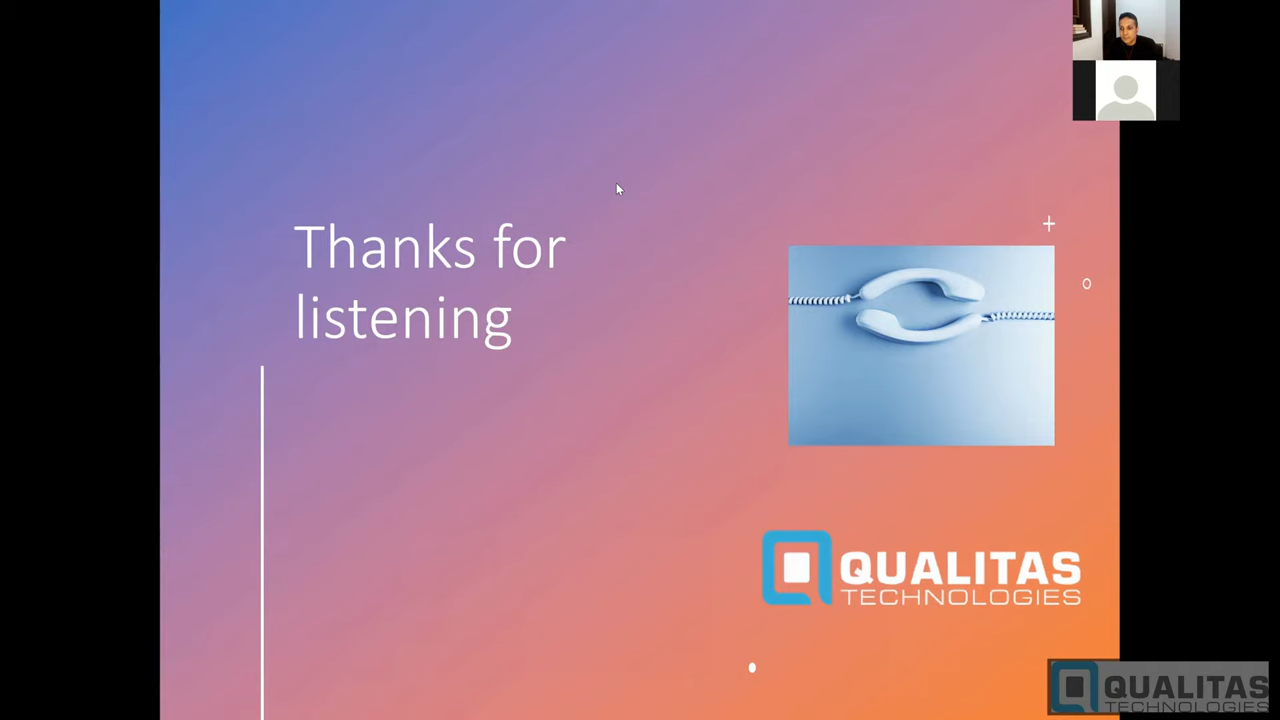 Thanks for
listening
QUALITAS
TECHNOLOGIES
QUALITAS
TECHNOLOGIES